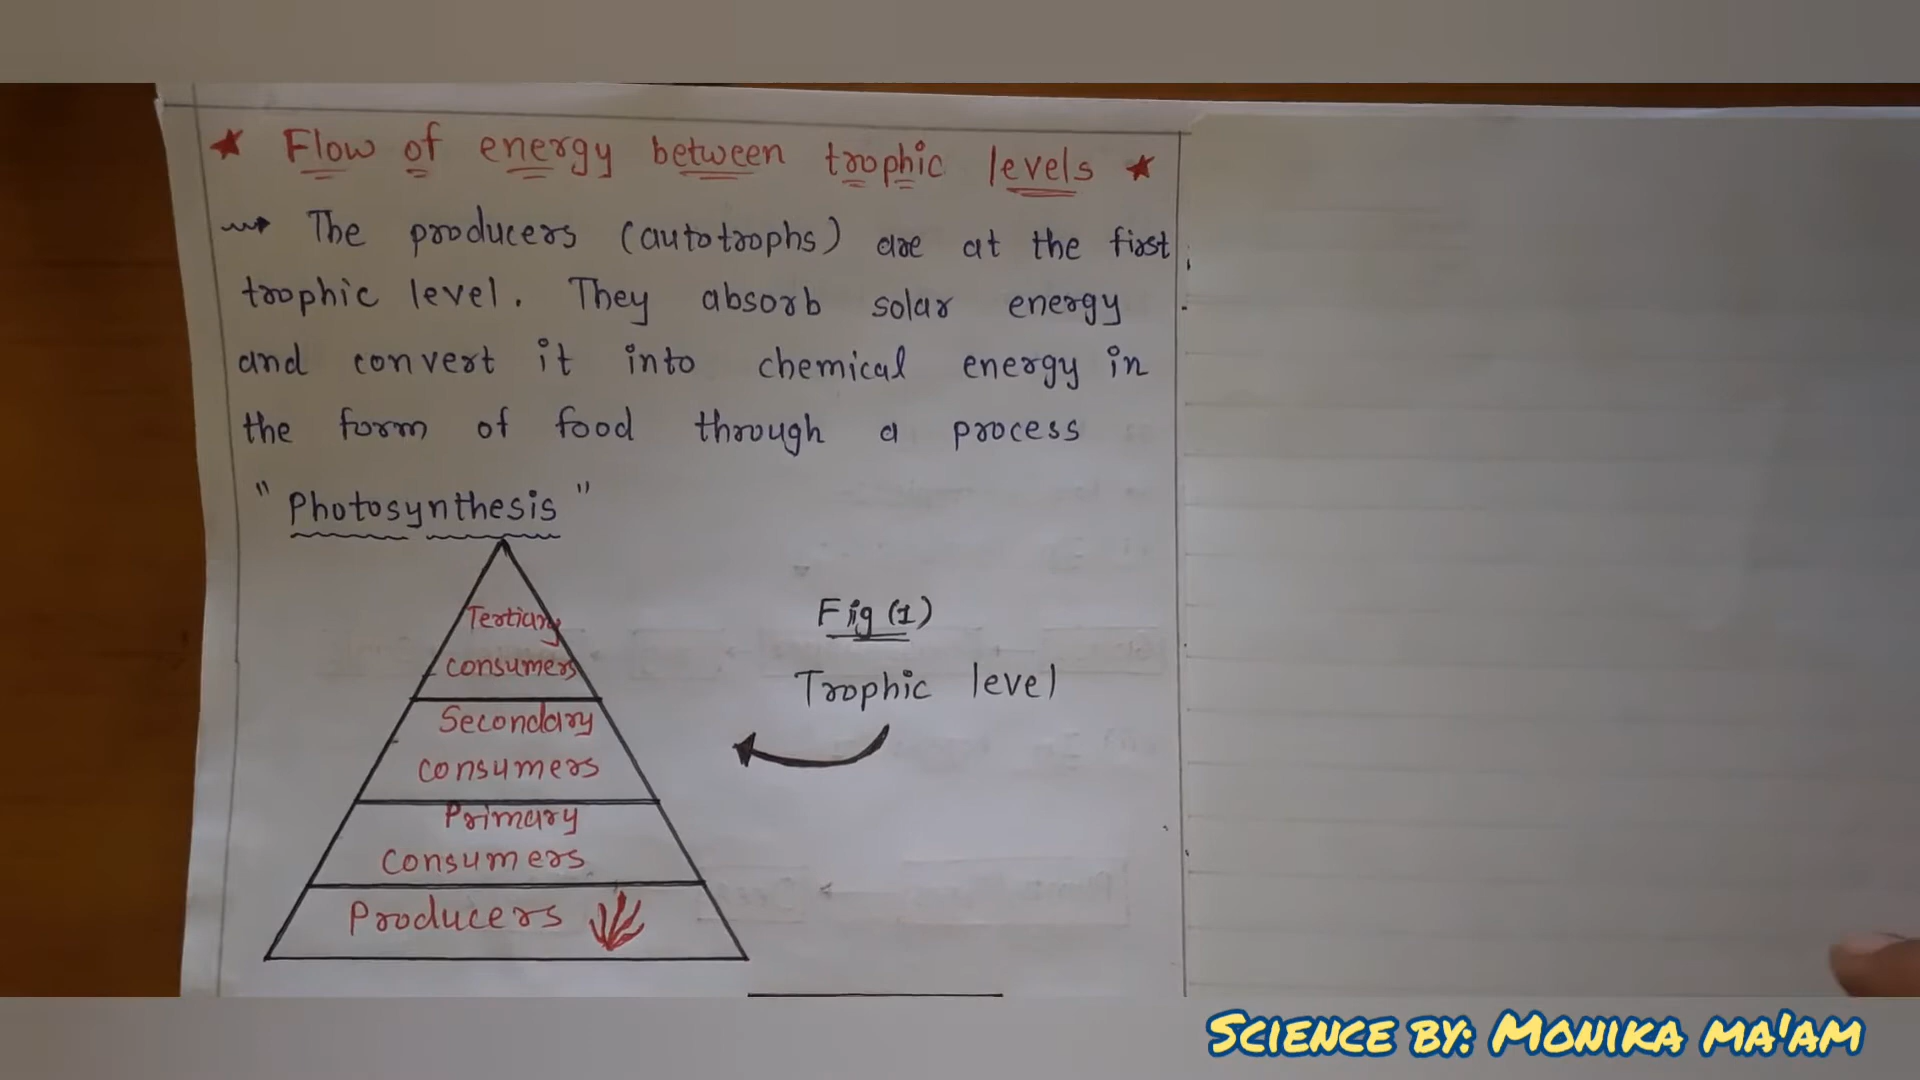 ★ Flow of energy between trophic levels ★
The producers (autotrophs) are at the first
trophic level. They absorb solar energy
and convert it into chemical energy in
the form of food through a process
"Photosynthesis"
Tertiary
consumers
Secondary
consumers
Primary
Consumers
Producers
Fig (1)
Trophic level
Science by: Monika ma'am